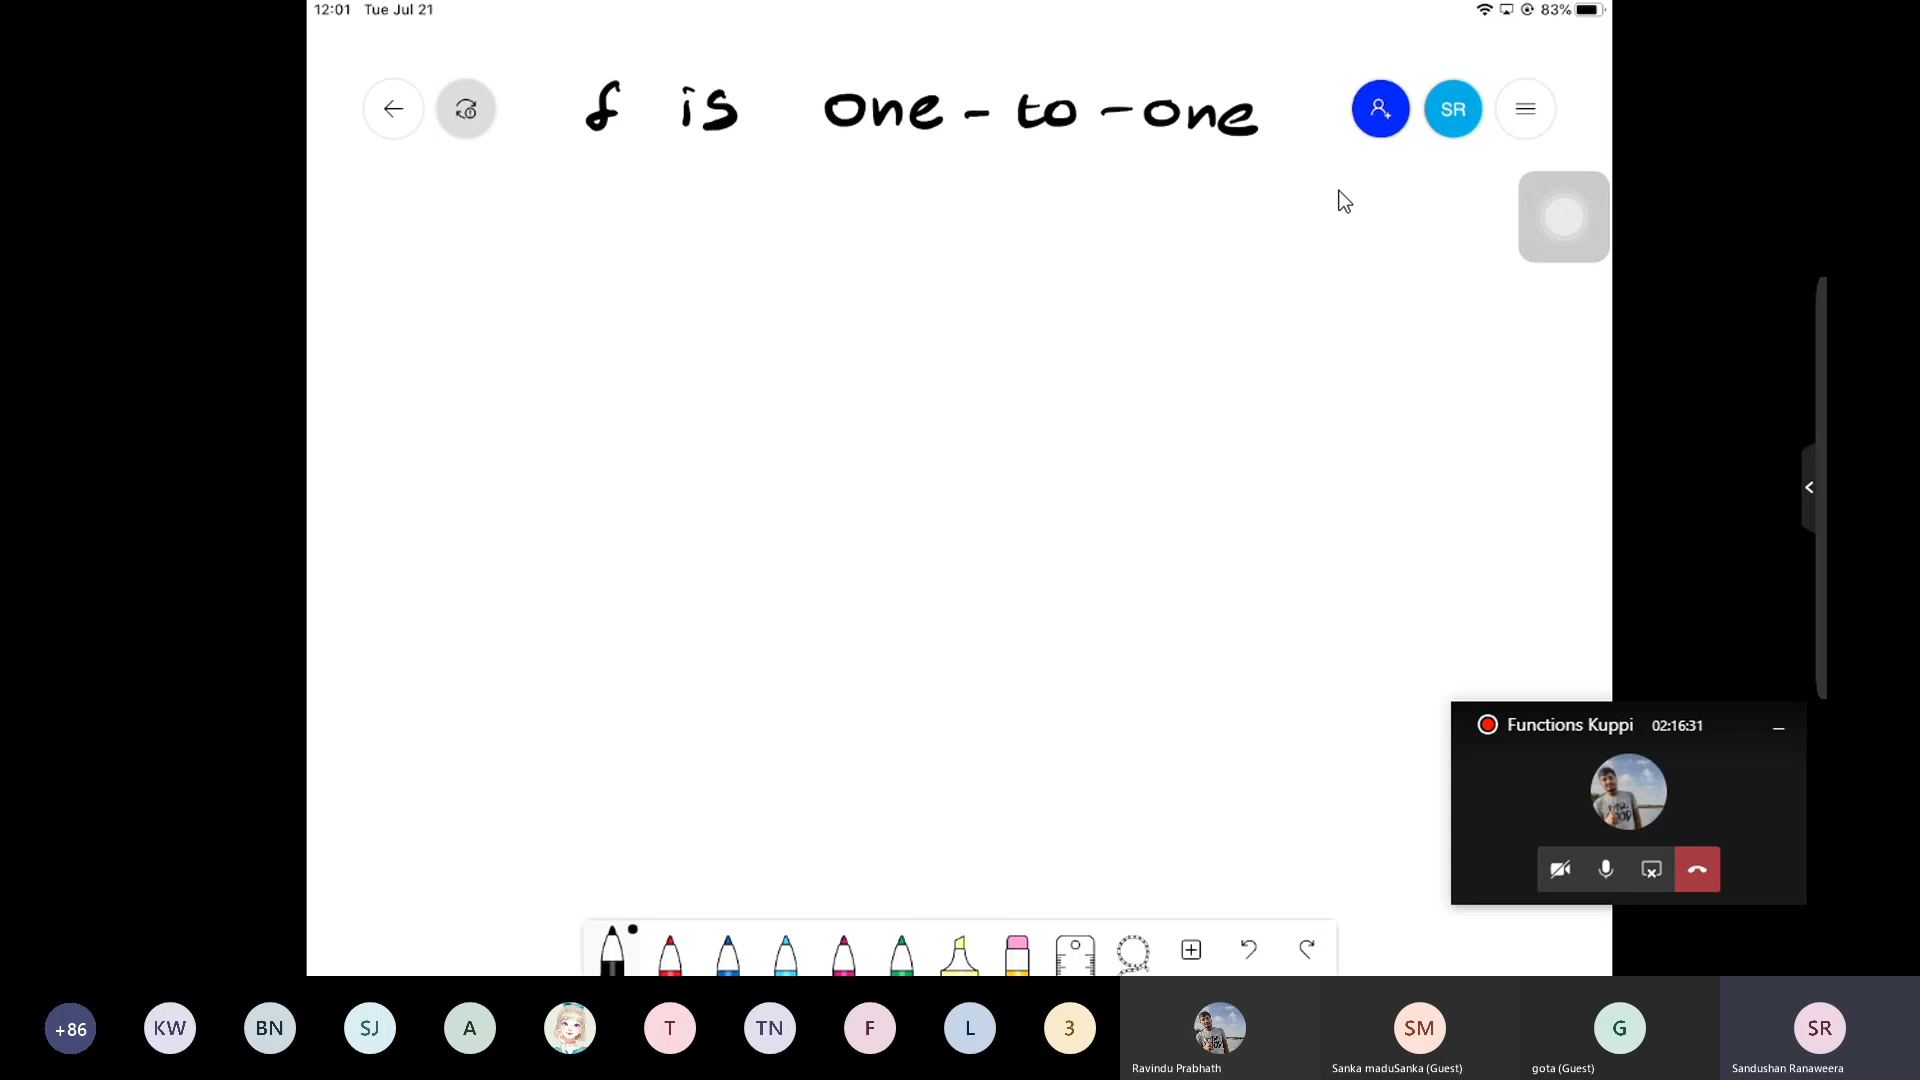 12:01 Tue Jul 21 83%
f is one-to-one
SR
Functions Kuppi 02:16:31
+86 KW BN SJ A T TN F L 3 SM G SR
Ravindu Prabhath Sanka maduSanka (Guest) gota (Guest) Sandushan Ranaweera